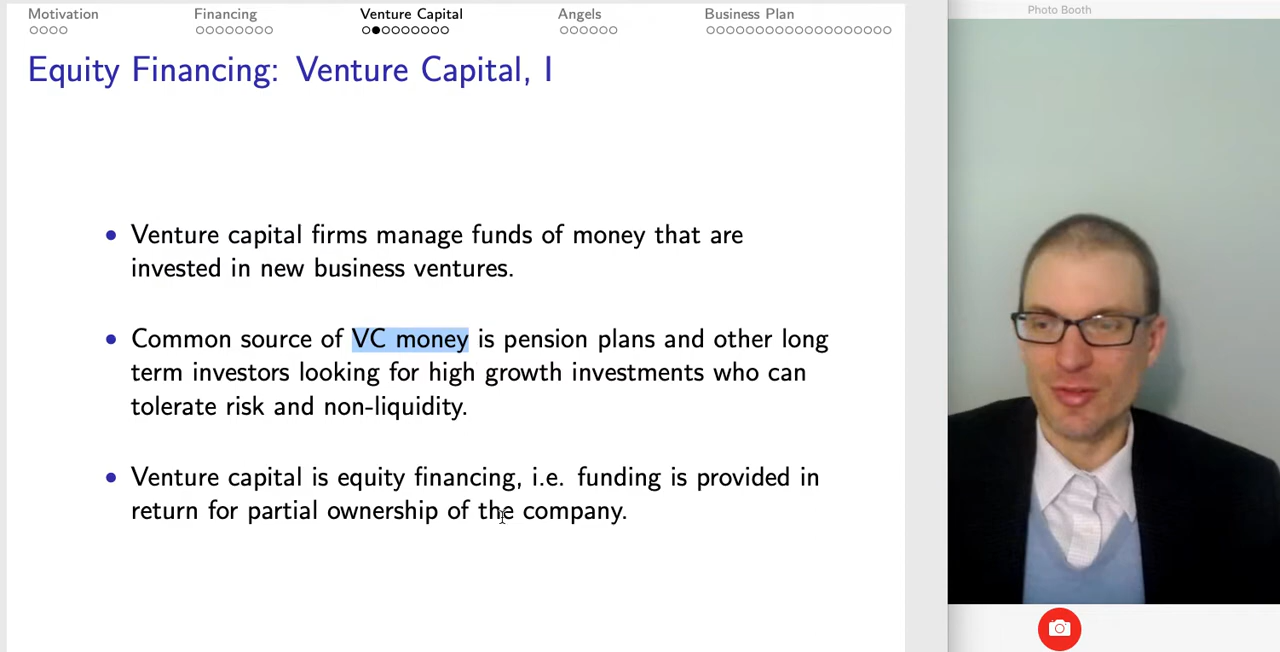 Motivation Financing Venture Capital Angels Business Plan
Photo Booth
Equity Financing: Venture Capital, I
• Venture capital firms manage funds of money that are
invested in new business ventures.
• Common source of VC money is pension plans and other long
term investors looking for high growth investments who can
tolerate risk and non-liquidity.
• Venture capital is equity financing, i.e. funding is provided in
return for partial ownership of the company.